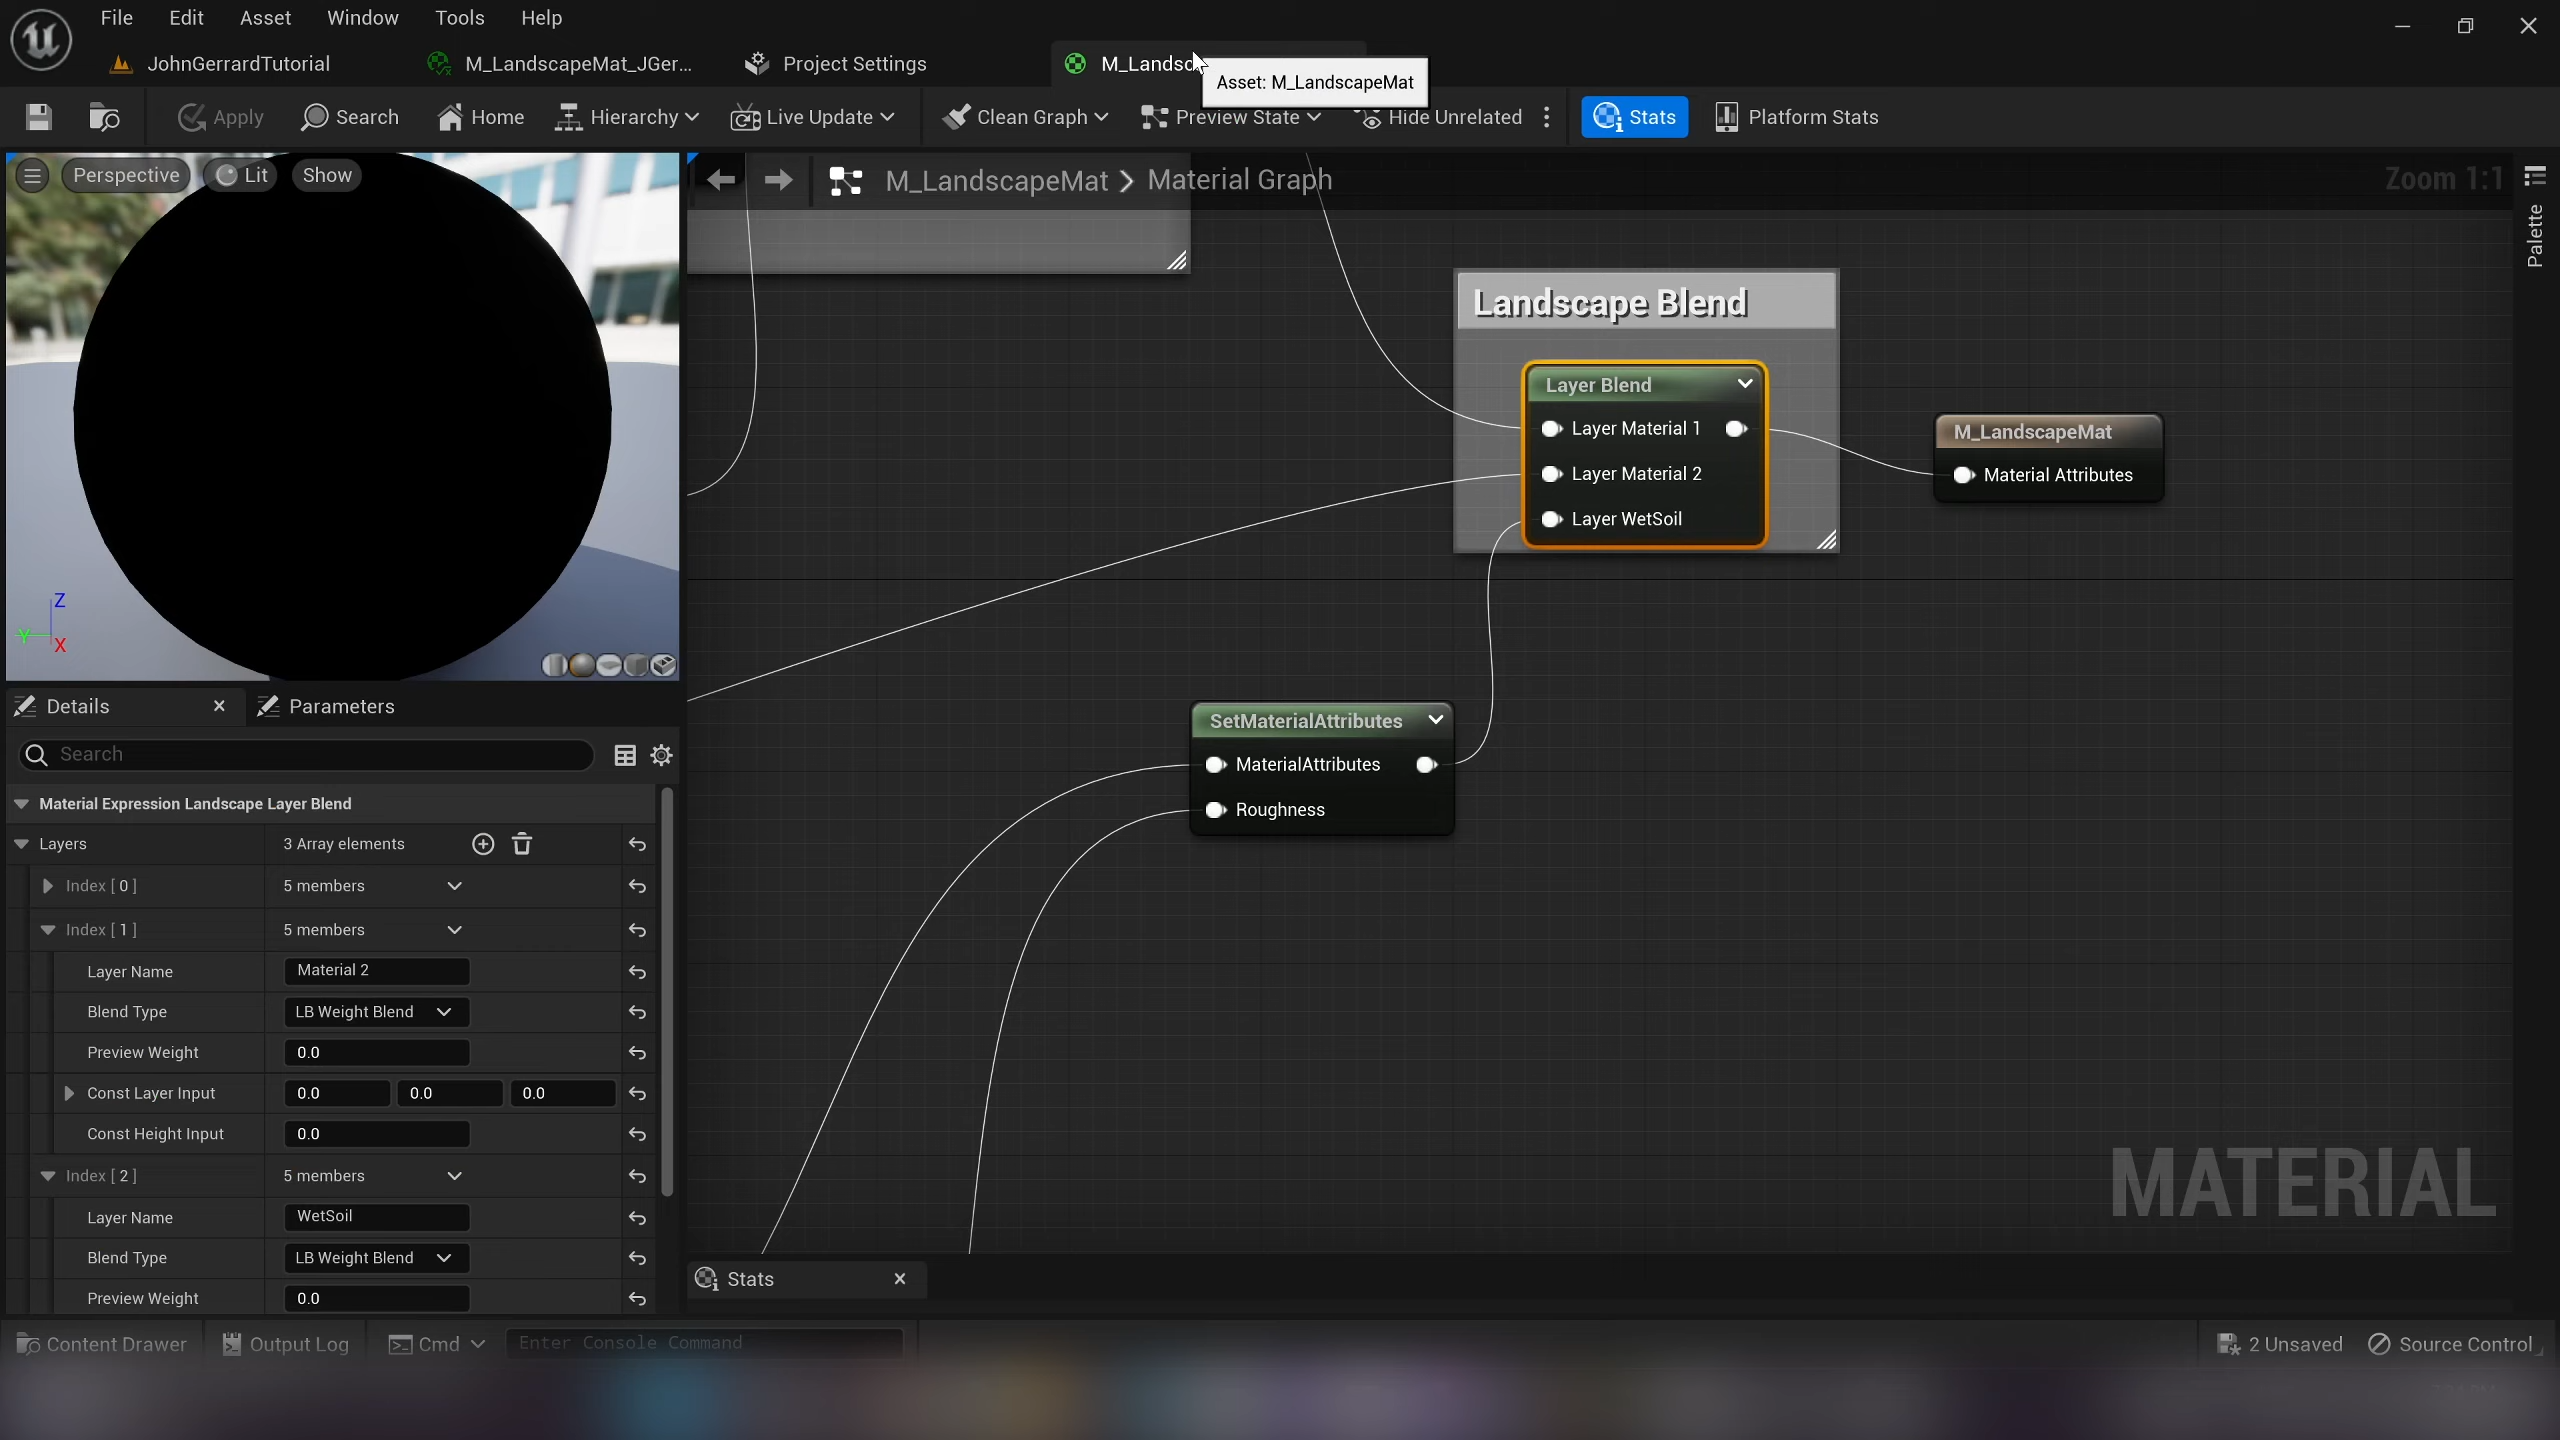 File Edit Asset Window Tools Help
JohnGerrardTutorial
M_LandscapeMat_JGer...
Project Settings
M_Landsc
Asset: M_LandscapeMat
Apply Search Home Hierarchy Live Update Clean Graph Preview State Hide Unrelated Stats Platform Stats
Perspective Lit Show
M_LandscapeMat > Material Graph
Zoom 1:1
Palette
Landscape Blend
Layer Blend
Layer Material 1
Layer Material 2
Layer WetSoil
M_LandscapeMat
Material Attributes
Z
Y
X
SetMaterialAttributes
MaterialAttributes
Roughness
Details Parameters
Search
Material Expression Landscape Layer Blend
Layers 3 Array elements
Index [ 0 ] 5 members
Index [ 1 ] 5 members
Layer Name Material 2
Blend Type LB Weight Blend
Preview Weight 0.0
Const Layer Input 0.0 0.0 0.0
Const Height Input 0.0
Index [ 2 ] 5 members
Layer Name WetSoil
Blend Type LB Weight Blend
Preview Weight 0.0
MATERIAL
Stats
Content Drawer Output Log Cmd Enter Console Command 2 Unsaved Source Control